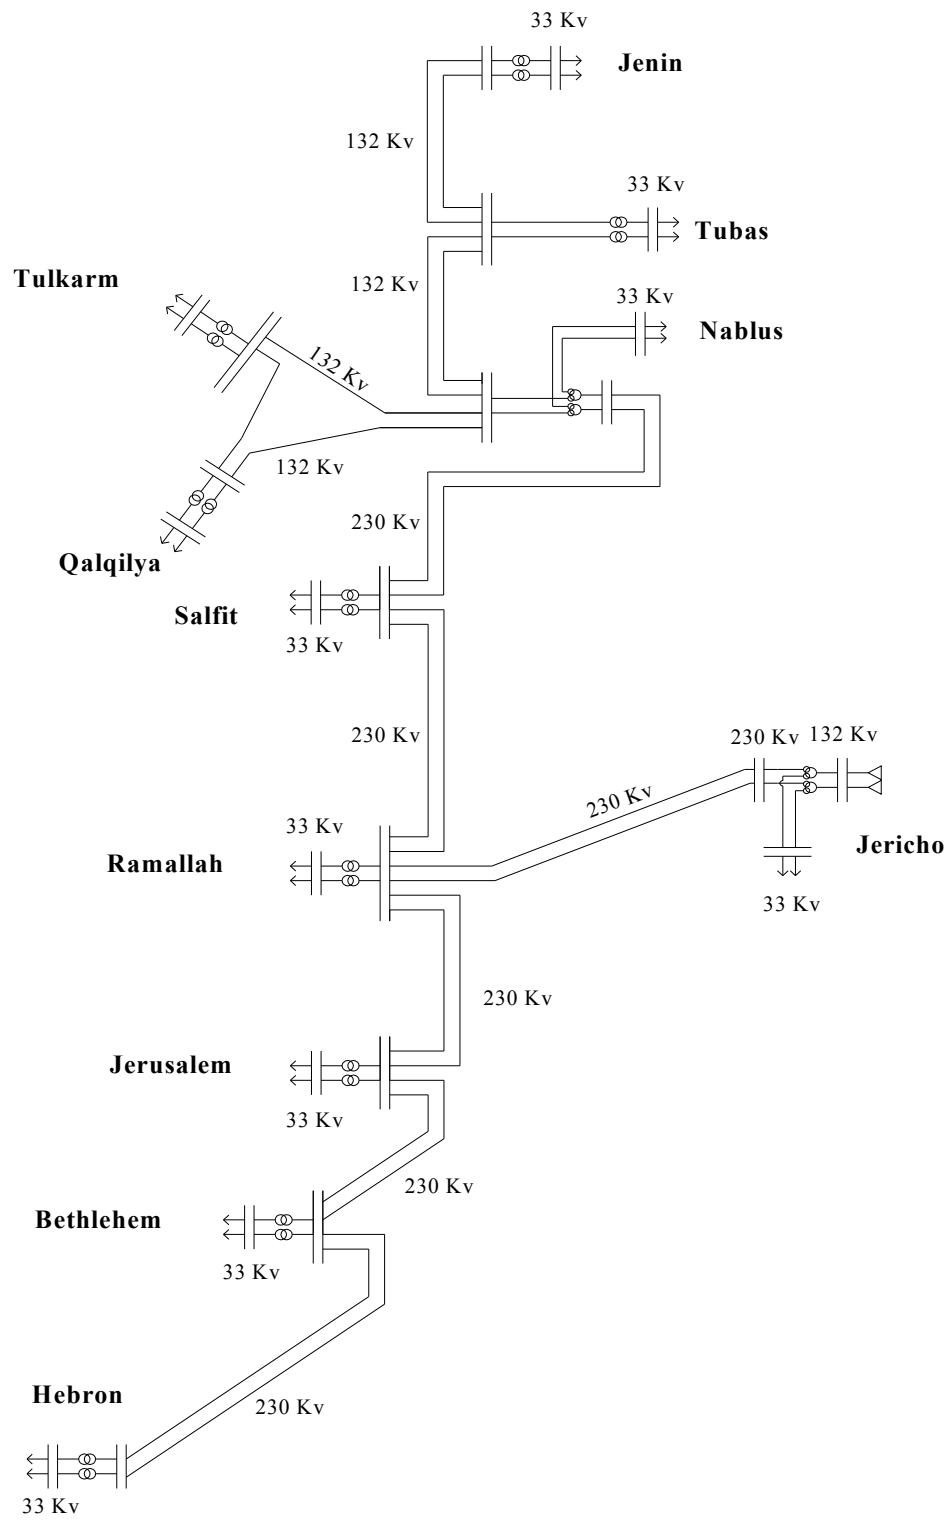 33 Kv
Jenin
132 Kv
33 Kv
Tubas
Tulkarm
132 Kv
33 Kv
Nablus
132 Kv
132 Kv
230 Kv
Qalqilya
Salfit
33 Kv
230 Kv
230 Kv
132 Kv
230 Kv
33 Kv
Ramallah
Jericho
33 Kv
230 Kv
Jerusalem
33 Kv
230 Kv
Bethlehem
33 Kv
Hebron
230 Kv
33 Kv